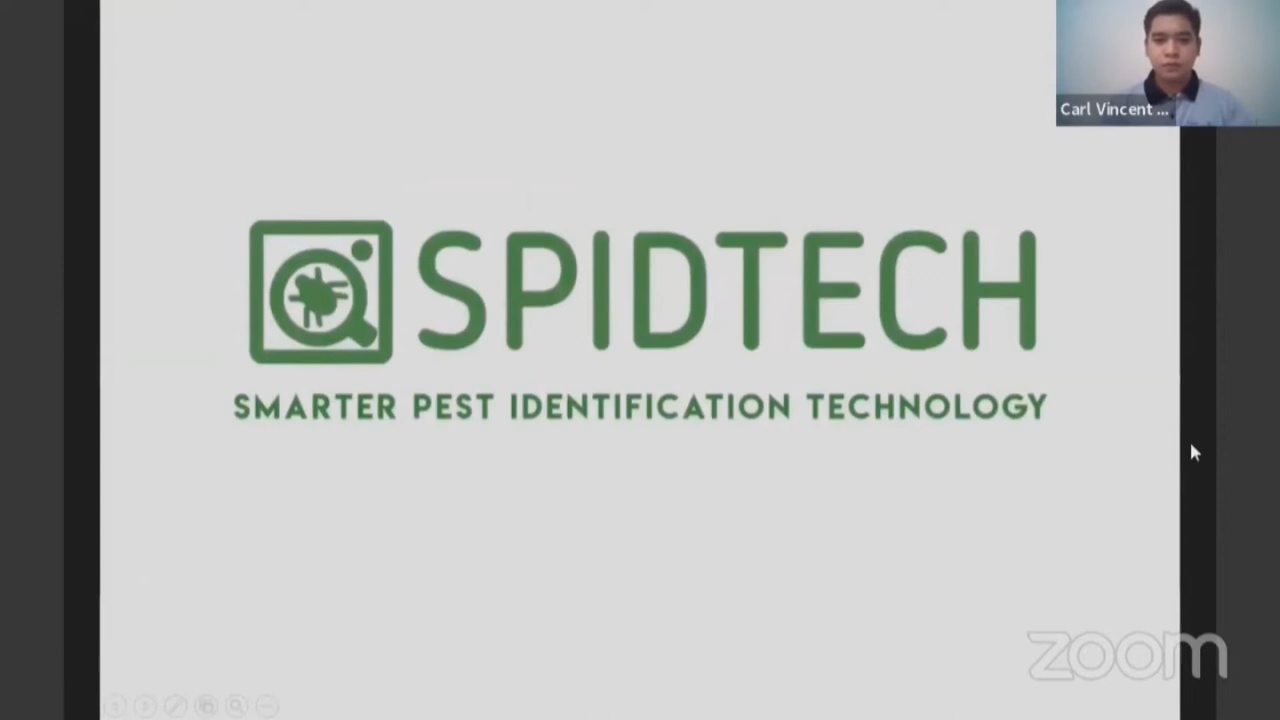 Carl Vincent ...
SPIDTECH
SMARTER PEST IDENTIFICATION TECHNOLOGY
zoom